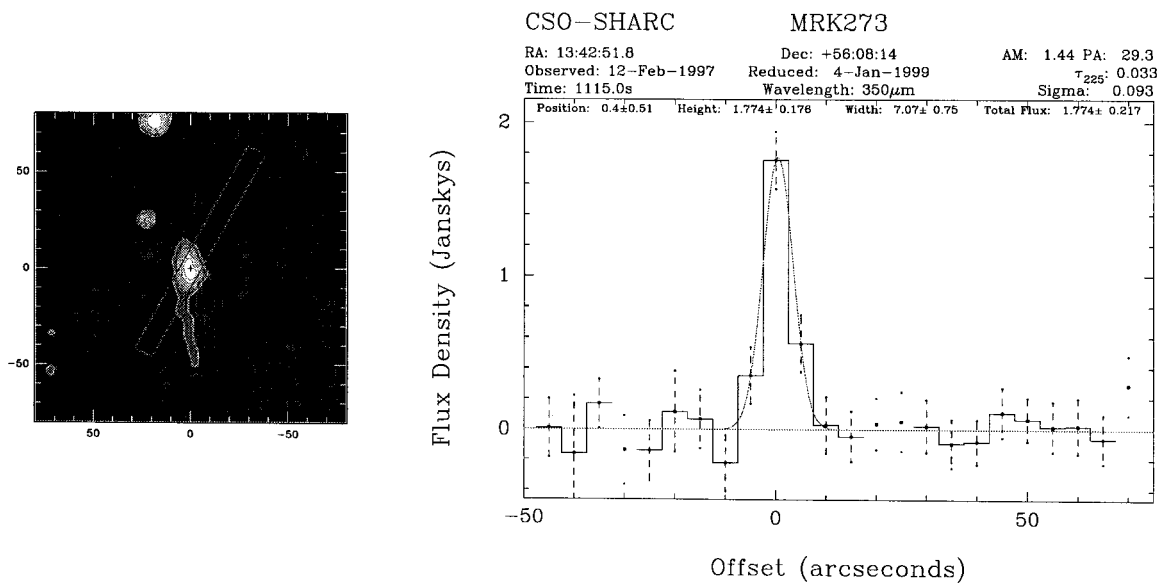 CSO-SHARC MRK273
RA: 13:42:51.8 Dec: +56:08:14 AM: 1.44 PA: 29.3
Observed: 12-Feb-1997 Reduced: 4-Jan-1999 τ225: 0.033
Time: 1115.0s Wavelength: 350μm Sigma: 0.093
Position: 0.4±0.51 Height: 1.774± 0.176 Width: 7.07± 0.75 Total Flux: 1.774± 0.217
2
1
0
Flux Density (Janskys)
-50 0 50
Offset (arcseconds)
50
0
-50
50 0 -50